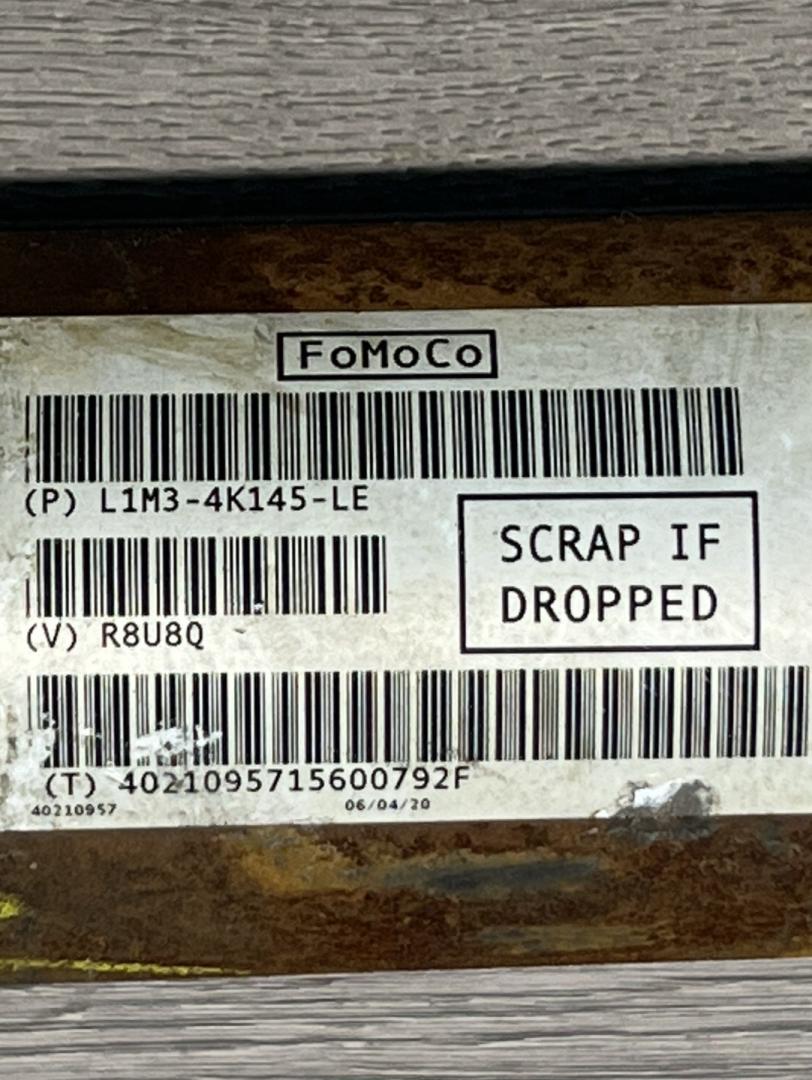 FoMoCo
(P) L1M3-4K145-LE
SCRAP IF
DROPPED
(V) R8U8Q
(T) 4021095715600792F
40210957
06/04/20